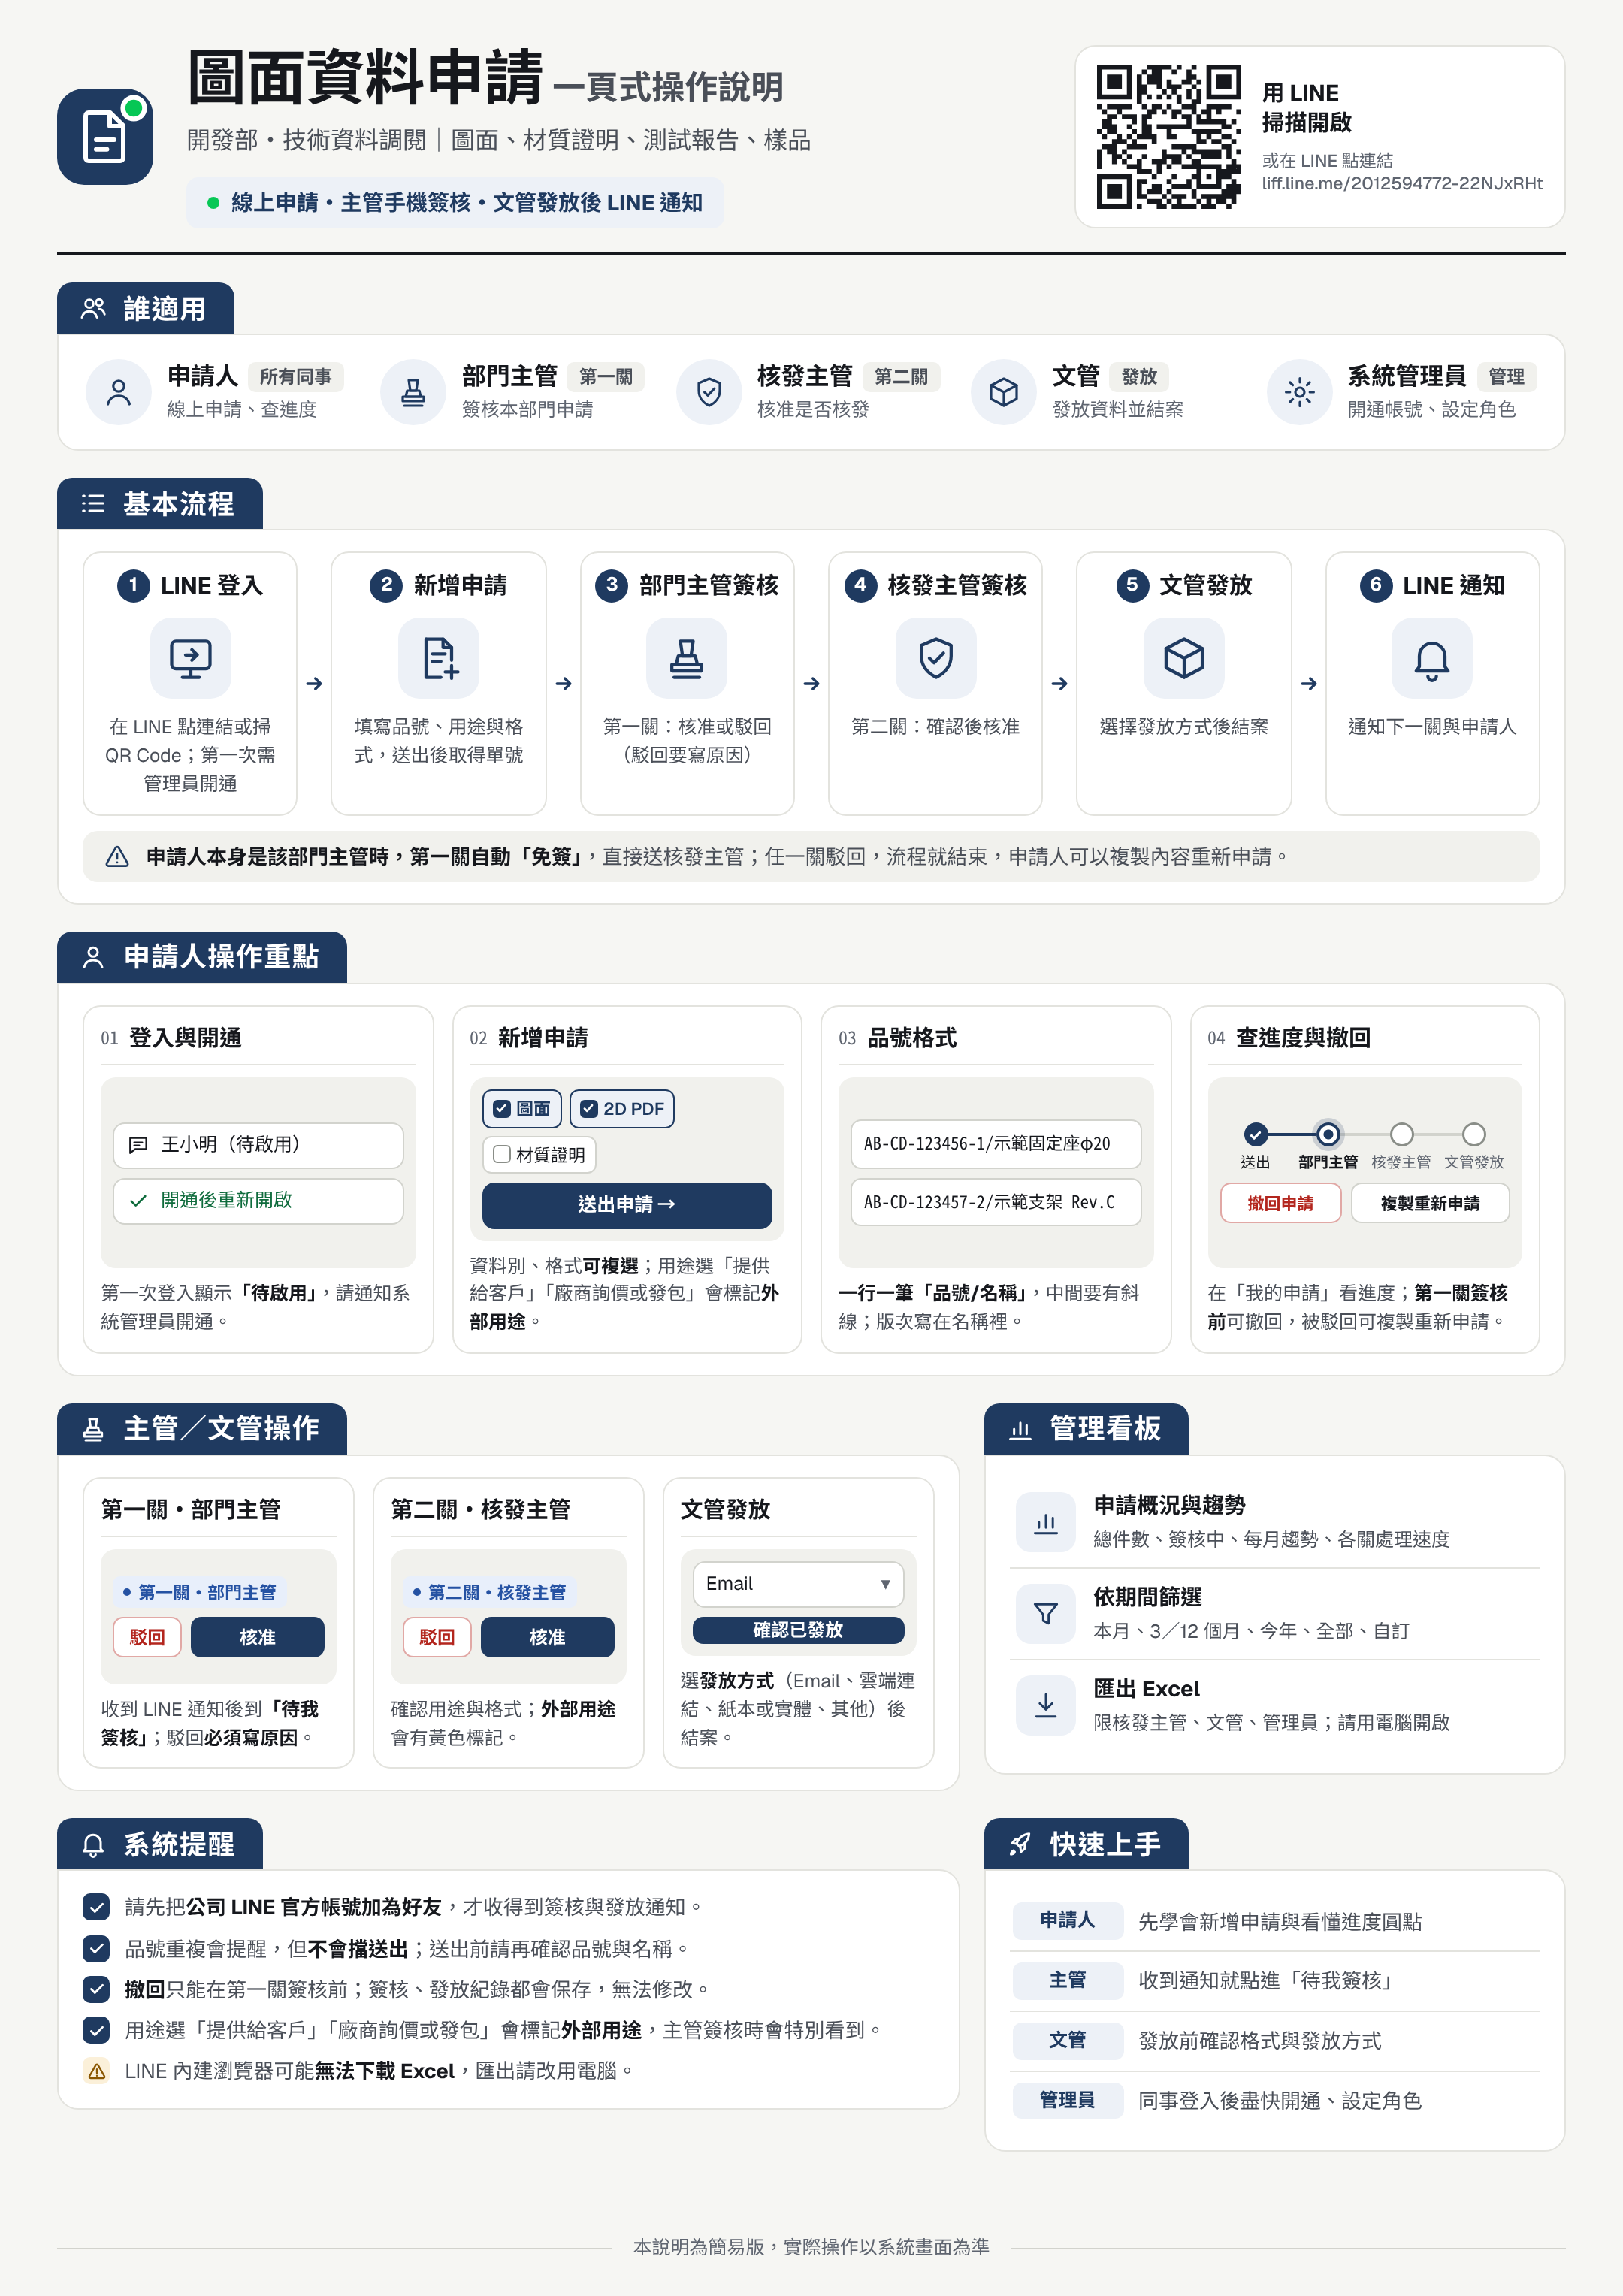 圖面資料申請 一頁式操作說明
開發部・技術資料調閱｜圖面、材質證明、測試報告、樣品
線上申請・主管手機簽核・文管發放後 LINE 通知
用 LINE
掃描開啟
或在 LINE 點連結
liff.line.me/2012594772-22NJxRHt
誰適用
申請人 所有同事
線上申請、查進度
部門主管 第一關
簽核本部門申請
核發主管 第二關
核准是否核發
文管 發放
發放資料並結案
系統管理員 管理
開通帳號、設定角色
基本流程
1 LINE 登入
在 LINE 點連結或掃
QR Code；第一次需
管理員開通
2 新增申請
填寫品號、用途與格
式，送出後取得單號
3 部門主管簽核
第一關：核准或駁回
（駁回要寫原因）
4 核發主管簽核
第二關：確認後核准
5 文管發放
選擇發放方式後結案
6 LINE 通知
通知下一關與申請人
申請人本身是該部門主管時，第一關自動「免簽」，直接送核發主管；任一關駁回，流程就結束，申請人可以複製內容重新申請。
申請人操作重點
01 登入與開通
王小明（待啟用）
開通後重新開啟
第一次登入顯示「待啟用」，請通知系
統管理員開通。
02 新增申請
圖面 2D PDF
材質證明
送出申請 →
資料別、格式可複選；用途選「提供
給客戶」「廠商詢價或發包」會標記外
部用途。
03 品號格式
AB-CD-123456-1/示範固定座φ20
AB-CD-123457-2/示範支架 Rev.C
一行一筆「品號/名稱」，中間要有斜
線；版次寫在名稱裡。
04 查進度與撤回
送出 部門主管 核發主管 文管發放
撤回申請 複製重新申請
在「我的申請」看進度；第一關簽核
前可撤回，被駁回可複製重新申請。
主管／文管操作
第一關・部門主管
第一關・部門主管
駁回 核准
收到 LINE 通知後到「待我
簽核」；駁回必須寫原因。
第二關・核發主管
第二關・核發主管
駁回 核准
確認用途與格式；外部用途
會有黃色標記。
文管發放
Email ▼
確認已發放
選發放方式（Email、雲端連
結、紙本或實體、其他）後
結案。
管理看板
申請概況與趨勢
總件數、簽核中、每月趨勢、各關處理速度
依期間篩選
本月、3／12 個月、今年、全部、自訂
匯出 Excel
限核發主管、文管、管理員；請用電腦開啟
系統提醒
請先把公司 LINE 官方帳號加為好友，才收得到簽核與發放通知。
品號重複會提醒，但不會擋送出；送出前請再確認品號與名稱。
撤回只能在第一關簽核前；簽核、發放紀錄都會保存，無法修改。
用途選「提供給客戶」「廠商詢價或發包」會標記外部用途，主管簽核時會特別看到。
LINE 內建瀏覽器可能無法下載 Excel，匯出請改用電腦。
快速上手
申請人 先學會新增申請與看懂進度圓點
主管 收到通知就點進「待我簽核」
文管 發放前確認格式與發放方式
管理員 同事登入後盡快開通、設定角色
本說明為簡易版，實際操作以系統畫面為準